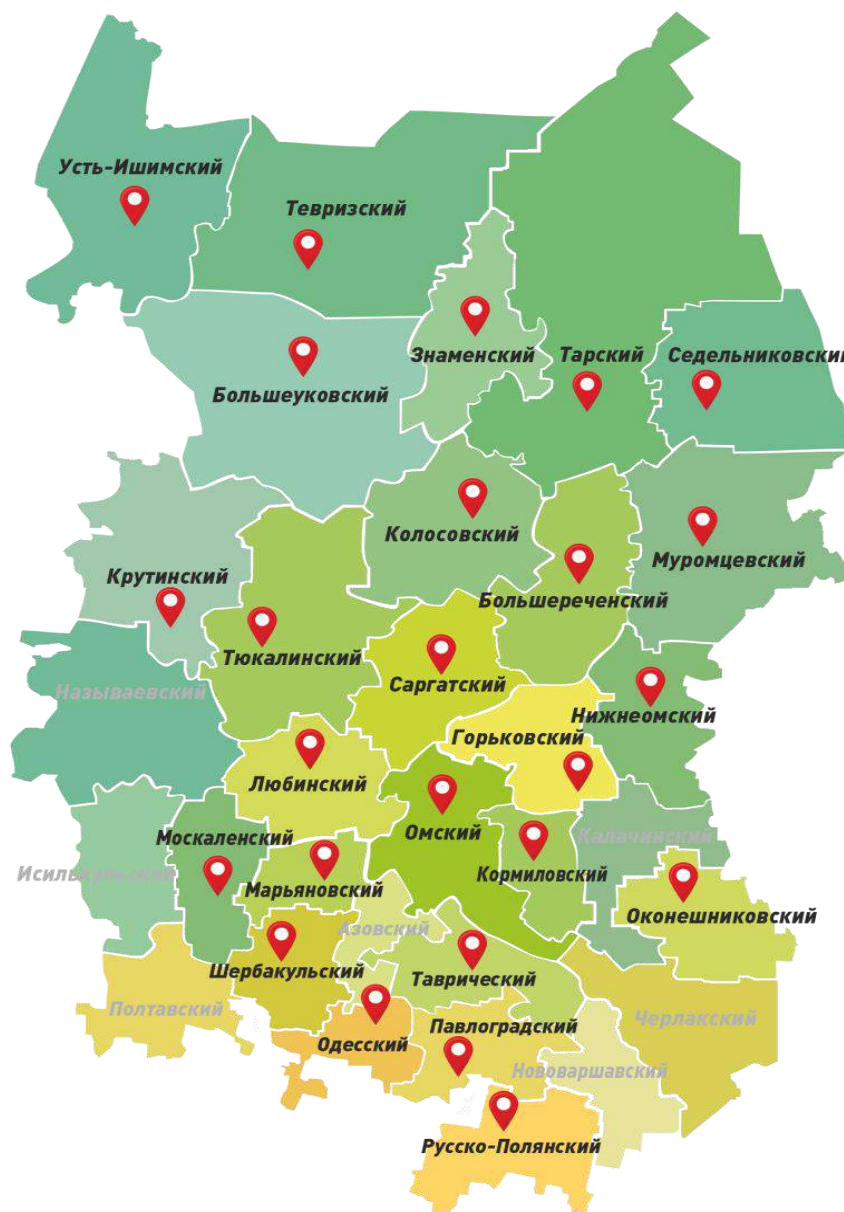 Усть-Ишимский
Тевризский
Знаменский
Тарский
Седельниковский
Большеуковский
Колосовский
Муромцевский
Крутинский
Большереченский
Тюкалинский
Саргатский
Называевский
Нижнеомский
Горьковский
Любинский
Москаленский
Омский
Калачинский
Исилькульский
Марьяновский
Кормиловский
Оконешниковский
Азовский
Шербакульский
Таврический
Полтавский
Черлакский
Павлоградский
Одесский
Нововаршавский
Русско-Полянский